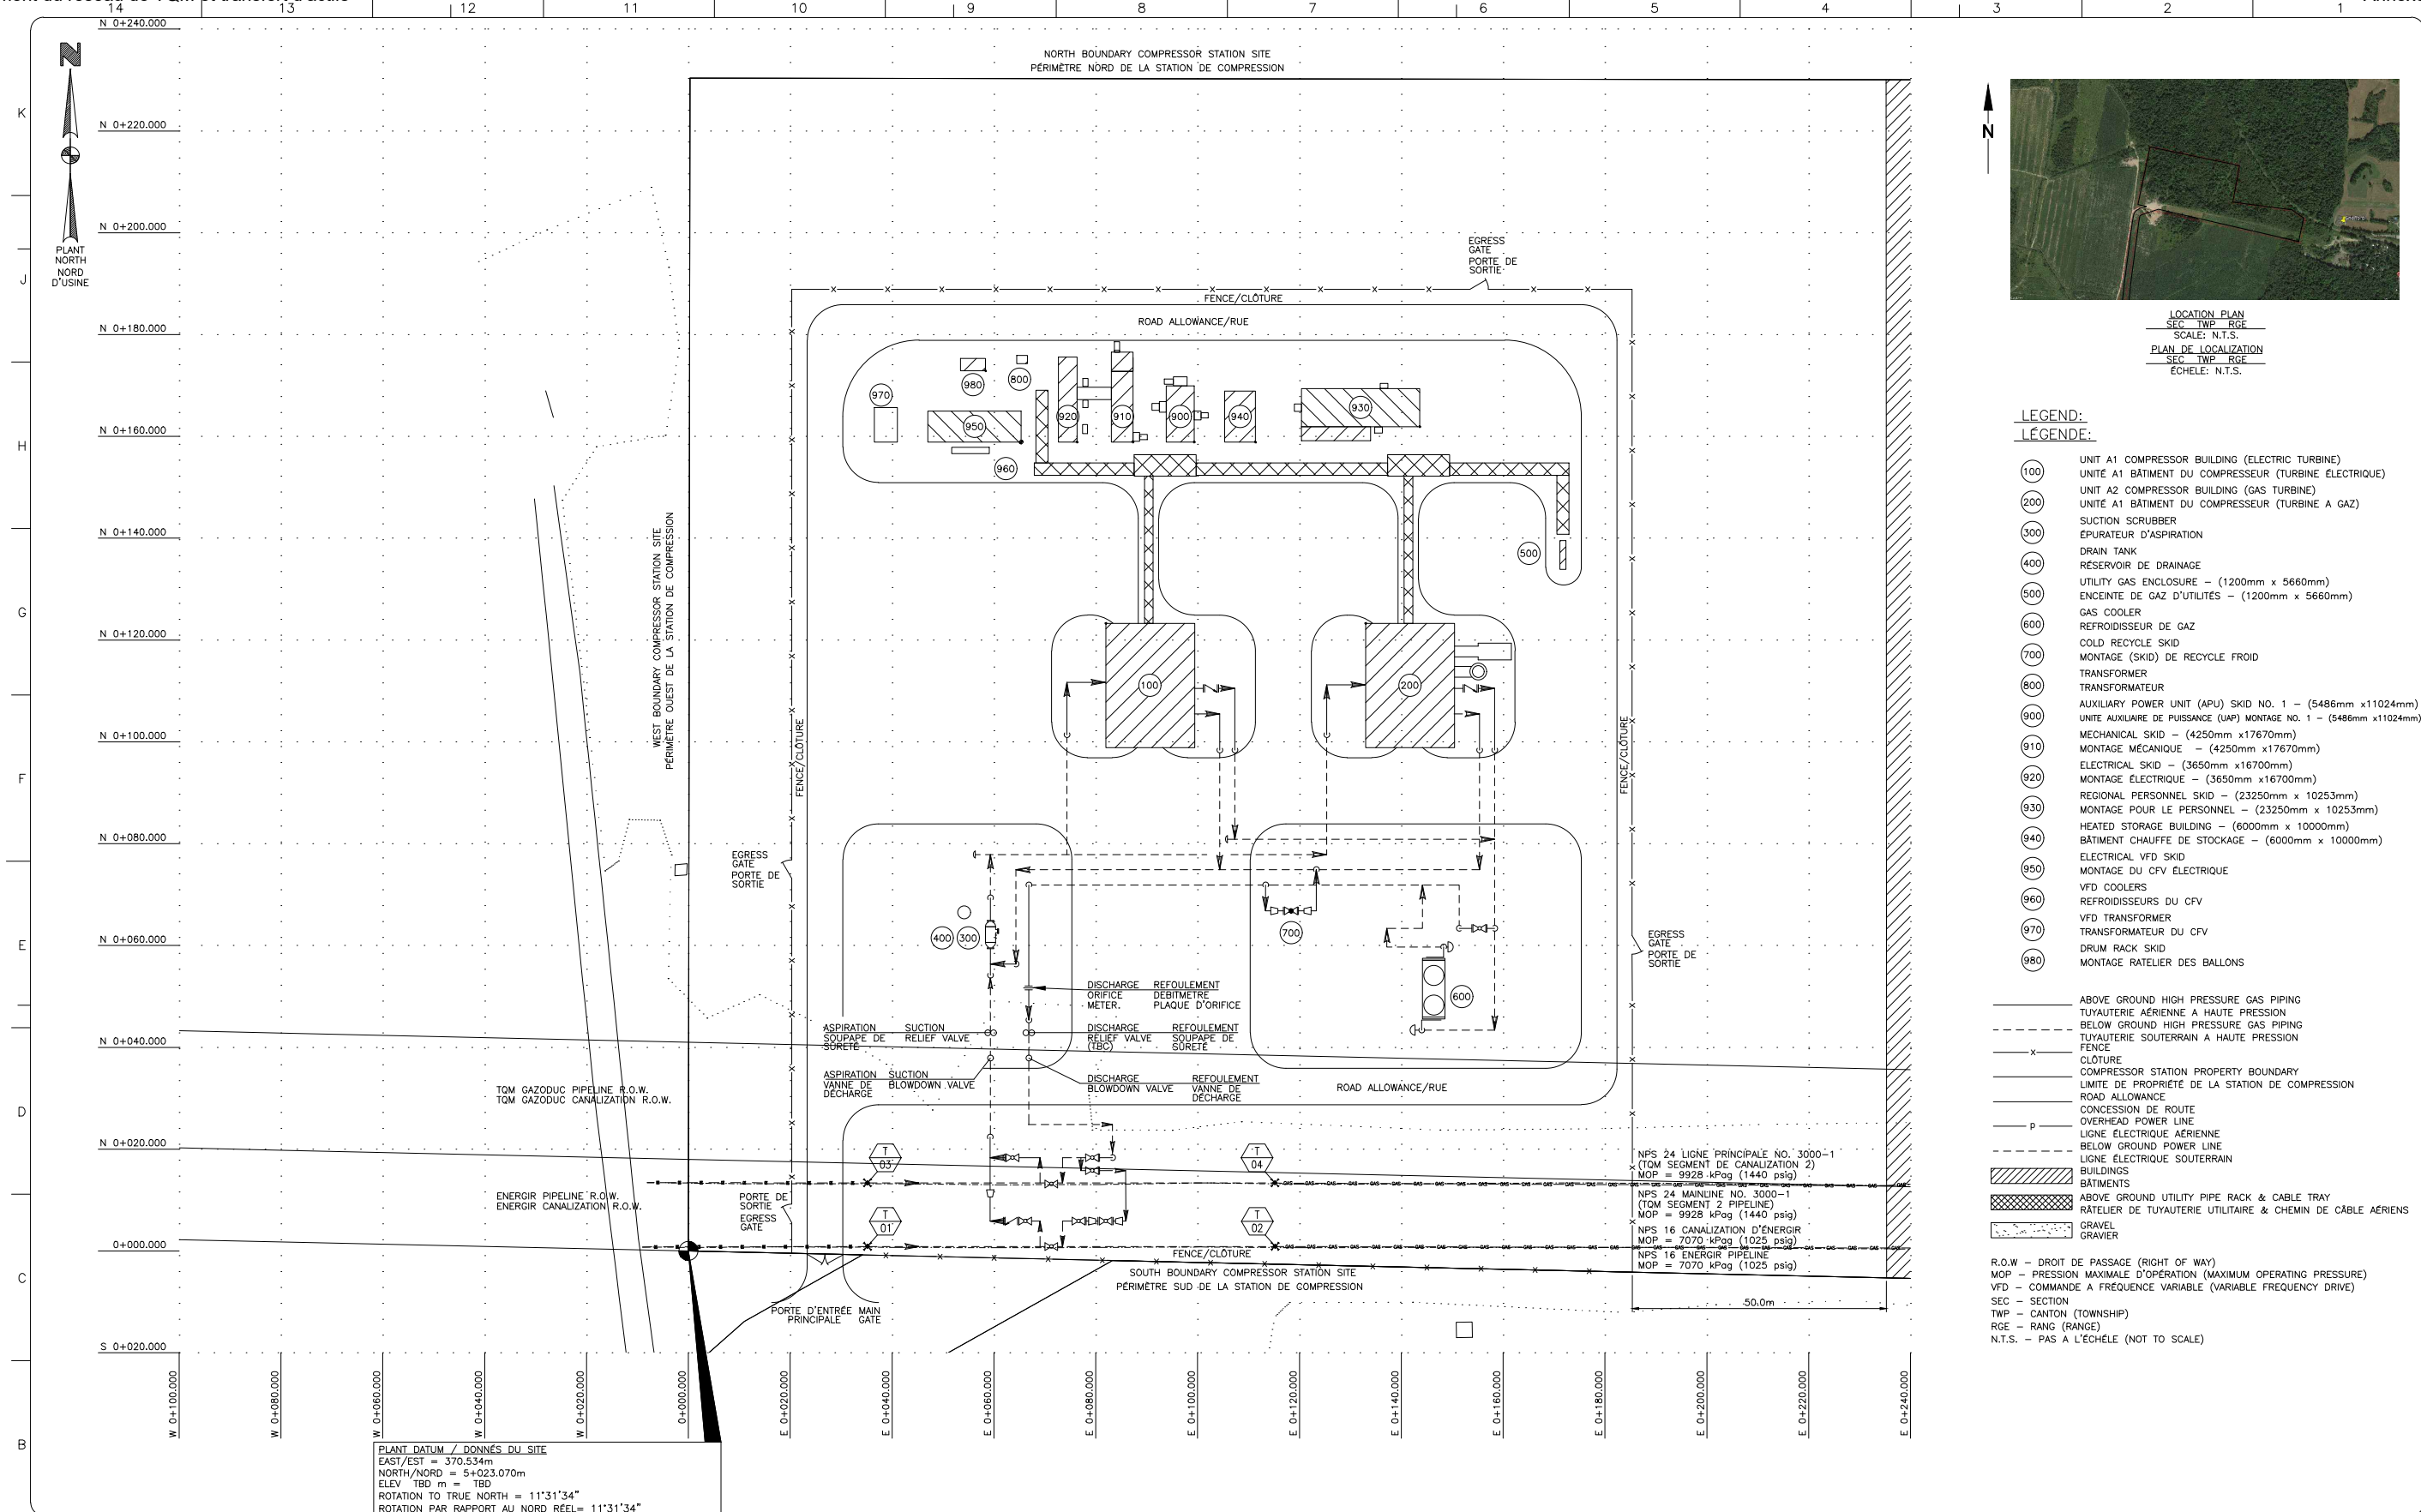 14 13 12 11 10 9 8 7 6 5 4 3 2 1
K
J
H
G
F
E
D
C
B
N
PLANT
NORTH
NORD
D'USINE
N 0+240.000
N 0+220.000
N 0+200.000
N 0+180.000
N 0+160.000
N 0+140.000
N 0+120.000
N 0+100.000
N 0+080.000
N 0+060.000
N 0+040.000
N 0+020.000
0+000.000
S 0+020.000
NORTH BOUNDARY COMPRESSOR STATION SITE
PÉRIMÈTRE NORD DE LA STATION DE COMPRESSION
EGRESS
GATE
PORTE DE
SORTIE
FENCE/CLÔTURE
ROAD ALLOWANCE/RUE
970
980
800
950
960
920
910
900
940
930
500
100
200
WEST BOUNDARY COMPRESSOR STATION SITE
PÉRIMÈTRE OUEST DE LA STATION DE COMPRESSION
FENCE/CLÔTURE
FENCE/CLÔTURE
EGRESS
GATE
PORTE DE
SORTIE
400
300
700
600
EGRESS
GATE
PORTE DE
SORTIE
DISCHARGE REFOULEMENT
ORIFICE DÉBITMÈTRE
METER. PLAQUE D'ORIFICE
ASPIRATION SUCTION
SOUPAPE DE RELIEF VALVE
SÛRETÉ
DISCHARGE REFOULEMENT
RELIEF VALVE SOUPAPE DE
(TBC) SÛRETÉ
ASPIRATION SUCTION
VANNE DE BLOWDOWN VALVE
DÉCHARGE
DISCHARGE REFOULEMENT
BLOWDOWN VALVE VANNE DE
DÉCHARGE
ROAD ALLOWANCE/RUE
TQM GAZODUC PIPELINE R.O.W.
TQM GAZODUC CANALIZATION R.O.W.
T
03
T
04
NPS 24 LIGNE PRINCIPALE NO. 3000-1
(TQM SEGMENT DE CANALIZATION 2)
MOP = 9928 kPag (1440 psig)
NPS 24 MAINLINE NO. 3000-1
(TQM SEGMENT 2 PIPELINE)
MOP = 9928 kPag (1440 psig)
ENERGIR PIPELINE R.O.W.
ENERGIR CANALIZATION R.O.W.
PORTE DE
SORTIE
EGRESS
GATE
T
01
T
02
NPS 16 CANALIZATION D'ÉNERGIR
MOP = 7070 kPag (1025 psig)
NPS 16 ENERGIR PIPELINE
MOP = 7070 kPag (1025 psig)
FENCE/CLÔTURE
SOUTH BOUNDARY COMPRESSOR STATION SITE
PÉRIMÈTRE SUD DE LA STATION DE COMPRESSION
50.0m
PORTE D'ENTRÉE MAIN
PRINCIPALE GATE
W 0+100.000
W 0+080.000
W 0+060.000
W 0+040.000
W 0+020.000
0+000.000
E 0+020.000
E 0+040.000
E 0+060.000
E 0+080.000
E 0+1000.000
E 0+120.000
E 0+140.000
E 0+160.000
E 0+180.000
E 0+200.000
E 0+220.000
E 0+240.000
PLANT DATUM / DONNÉS DU SITE
EAST/EST = 370.534m
NORTH/NORD = 5+023.070m
ELEV TBD m = TBD
ROTATION TO TRUE NORTH = 11°31'34"
ROTATION PAR RAPPORT AU NORD RÉEL= 11°31'34"
N
LOCATION PLAN
SEC TWP RGE
SCALE: N.T.S.
PLAN DE LOCALIZATION
SEC TWP RGE
ÉCHELE: N.T.S.
LEGEND:
LÉGENDE:
100 UNIT A1 COMPRESSOR BUILDING (ELECTRIC TURBINE)
UNITÉ A1 BÂTIMENT DU COMPRESSEUR (TURBINE ÉLECTRIQUE)
200 UNIT A2 COMPRESSOR BUILDING (GAS TURBINE)
UNITÉ A1 BÂTIMENT DU COMPRESSEUR (TURBINE A GAZ)
300 SUCTION SCRUBBER
ÉPURATEUR D'ASPIRATION
400 DRAIN TANK
RÉSERVOIR DE DRAINAGE
500 UTILITY GAS ENCLOSURE – (1200mm x 5660mm)
ENCEINTE DE GAZ D'UTILITÉS – (1200mm x 5660mm)
600 GAS COOLER
REFROIDISSEUR DE GAZ
700 COLD RECYCLE SKID
MONTAGE (SKID) DE RECYCLE FROID
800 TRANSFORMER
TRANSFORMATEUR
900 AUXILIARY POWER UNIT (APU) SKID NO. 1 – (5486mm x11024mm)
UNITE AUXILIAIRE DE PUISSANCE (UAP) MONTAGE NO. 1 – (5486mm x11024mm)
910 MECHANICAL SKID – (4250mm x17670mm)
MONTAGE MÉCANIQUE – (4250mm x17670mm)
920 ELECTRICAL SKID – (3650mm x16700mm)
MONTAGE ÉLECTRIQUE – (3650mm x16700mm)
930 REGIONAL PERSONNEL SKID – (23250mm x 10253mm)
MONTAGE POUR LE PERSONNEL – (23250mm x 10253mm)
940 HEATED STORAGE BUILDING – (6000mm x 10000mm)
BÂTIMENT CHAUFFE DE STOCKAGE – (6000mm x 10000mm)
950 ELECTRICAL VFD SKID
MONTAGE DU CFV ÉLECTRIQUE
960 VFD COOLERS
REFROIDISSEURS DU CFV
970 VFD TRANSFORMER
TRANSFORMATEUR DU CFV
980 DRUM RACK SKID
MONTAGE RATELIER DES BALLONS
ABOVE GROUND HIGH PRESSURE GAS PIPING
TUYAUTERIE AÉRIENNE A HAUTE PRESSION
BELOW GROUND HIGH PRESSURE GAS PIPING
TUYAUTERIE SOUTERRAIN A HAUTE PRESSION
x FENCE
CLÔTURE
COMPRESSOR STATION PROPERTY BOUNDARY
LIMITE DE PROPRIÉTÉ DE LA STATION DE COMPRESSION
ROAD ALLOWANCE
CONCESSION DE ROUTE
p OVERHEAD POWER LINE
LIGNE ÉLECTRIQUE AÉRIENNE
BELOW GROUND POWER LINE
LIGNE ÉLECTRIQUE SOUTERRAIN
BUILDINGS
BÂTIMENTS
ABOVE GROUND UTILITY PIPE RACK & CABLE TRAY
RÂTELIER DE TUYAUTERIE UTILITAIRE & CHEMIN DE CÂBLE AÉRIENS
GRAVEL
GRAVIER
R.O.W – DROIT DE PASSAGE (RIGHT OF WAY)
MOP – PRESSION MAXIMALE D'OPÉRATION (MAXIMUM OPERATING PRESSURE)
VFD – COMMANDE A FRÉQUENCE VARIABLE (VARIABLE FREQUENCY DRIVE)
SEC – SECTION
TWP – CANTON (TOWNSHIP)
RGE – RANG (RANGE)
N.T.S. – PAS A L'ÉCHÉLE (NOT TO SCALE)